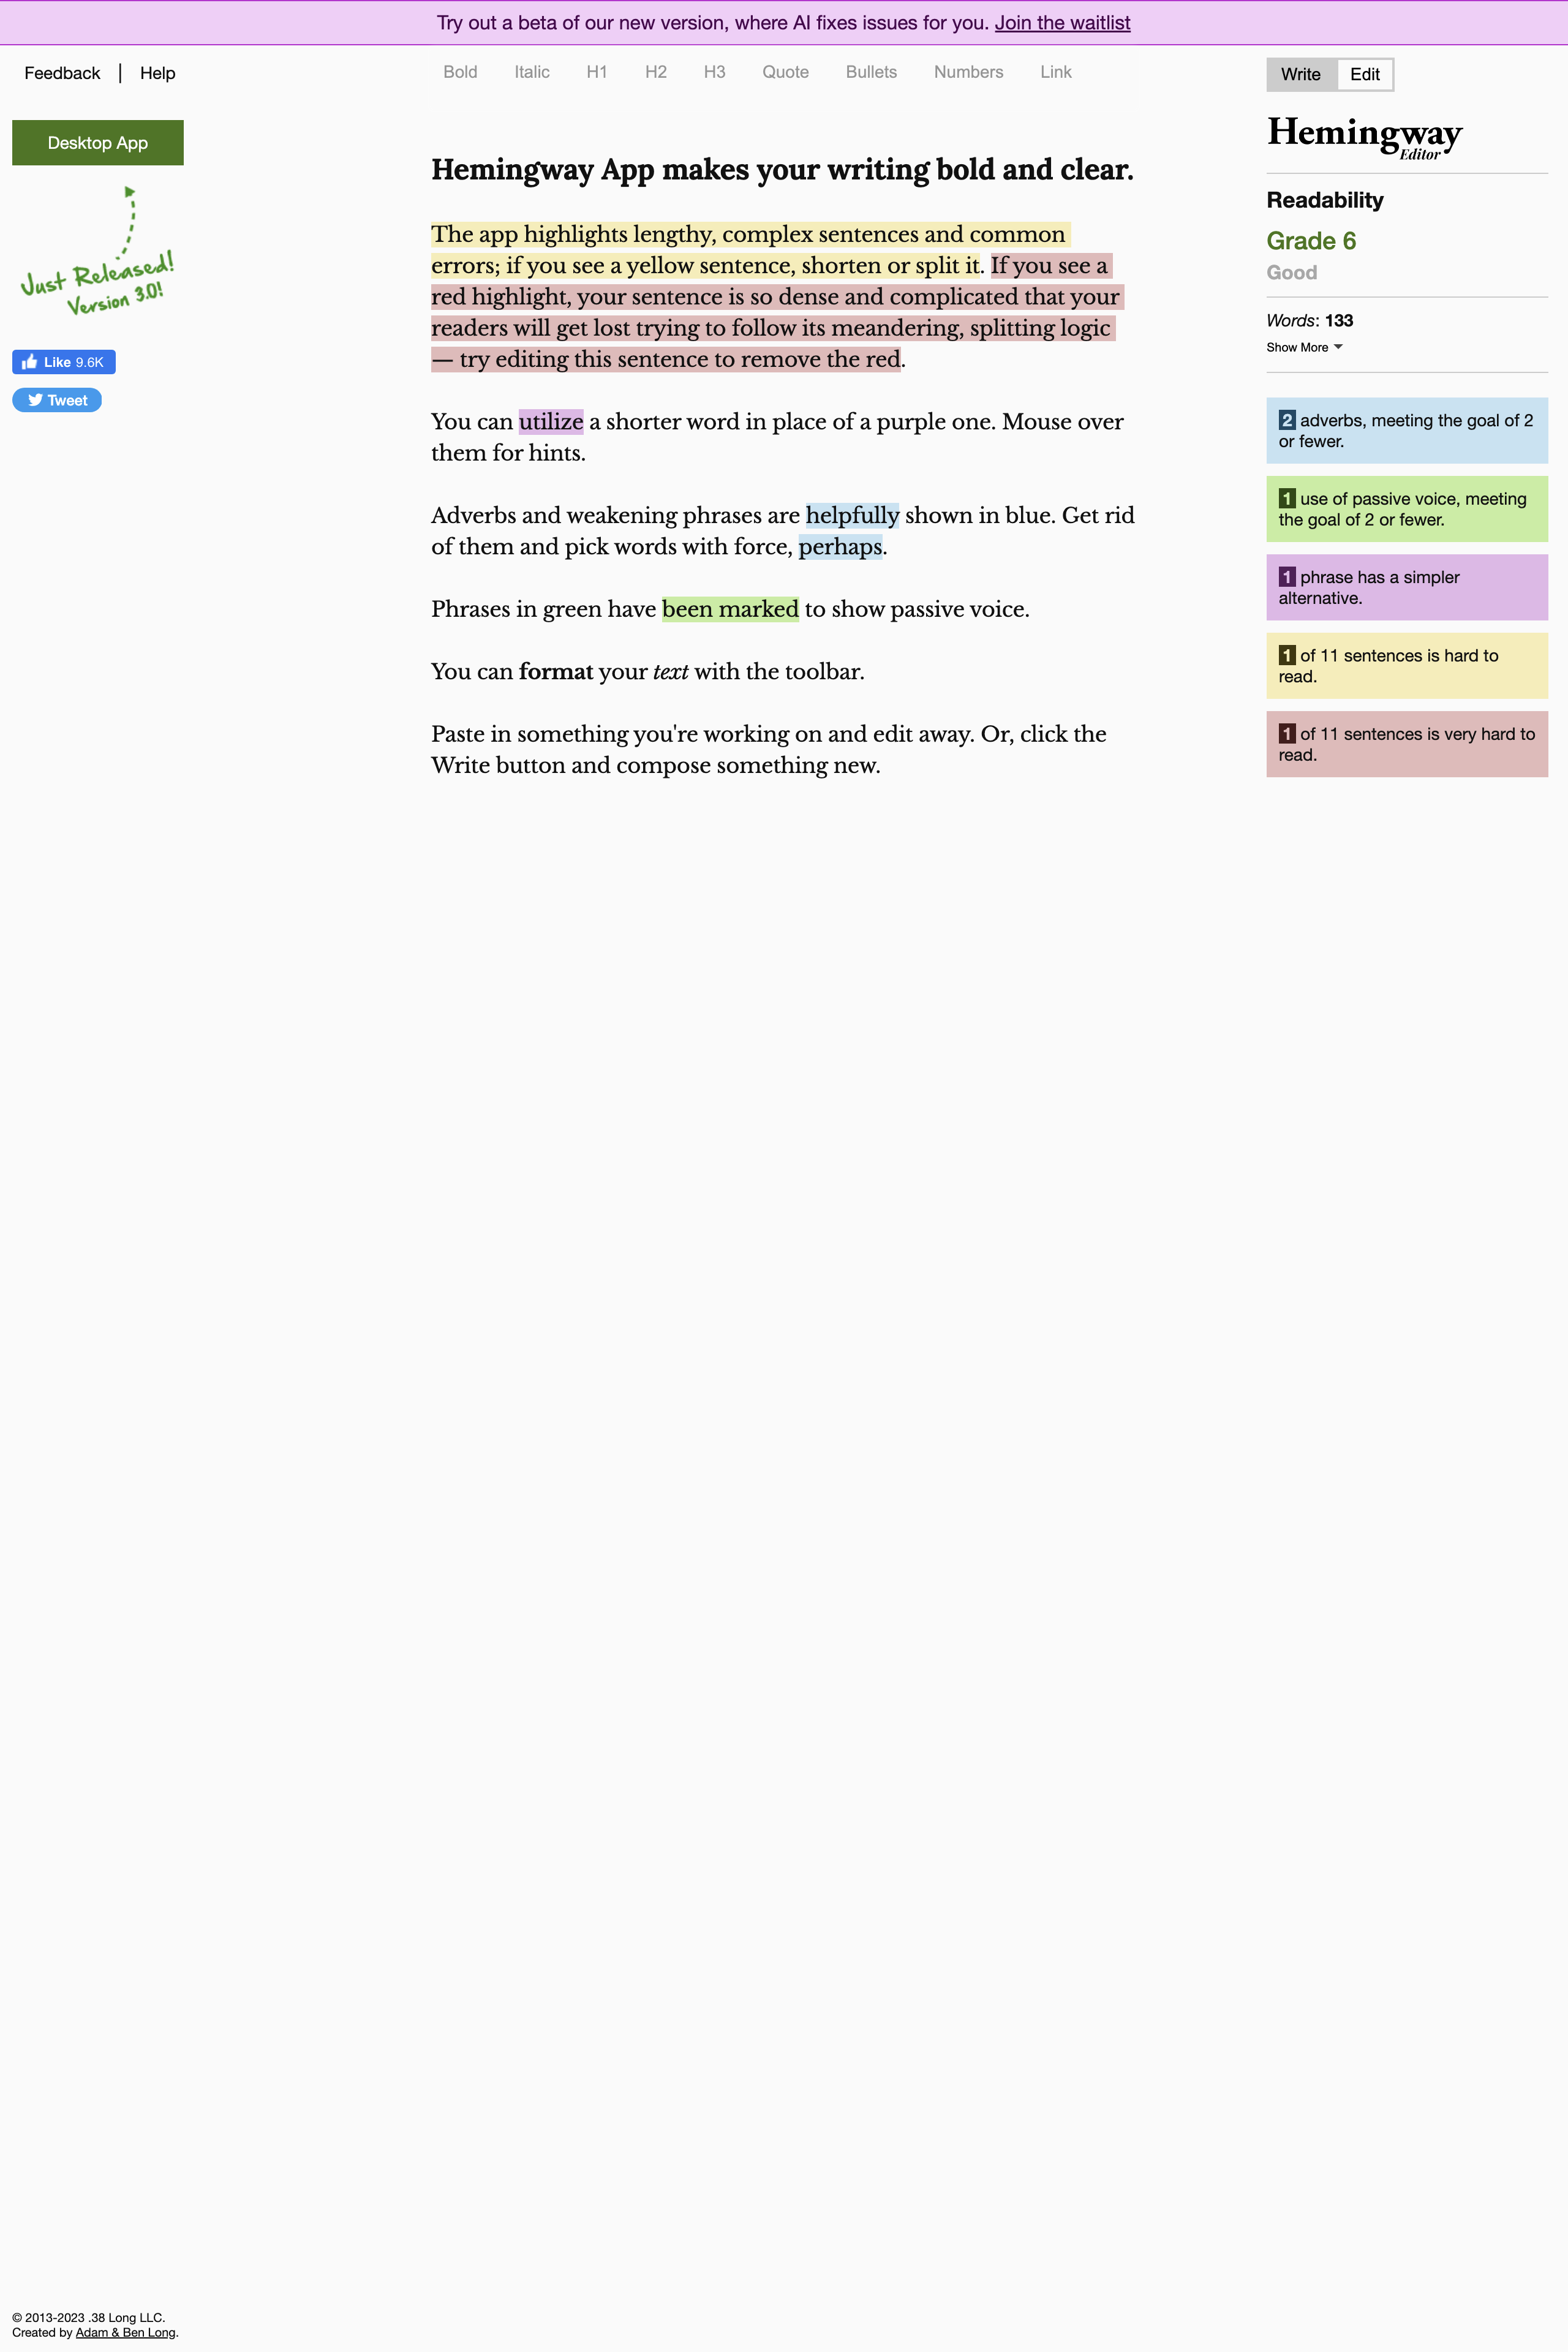 Try out a beta of our new version, where AI fixes issues for you. Join the waitlist
Feedback | Help
Bold Italic H1 H2 H3 Quote Bullets Numbers Link
Write Edit
Desktop App
Just Released!
Version 3.0!
Like 9.6K
Tweet
Hemingway App makes your writing bold and clear.
The app highlights lengthy, complex sentences and common
errors; if you see a yellow sentence, shorten or split it. If you see a
red highlight, your sentence is so dense and complicated that your
readers will get lost trying to follow its meandering, splitting logic
— try editing this sentence to remove the red.
You can utilize a shorter word in place of a purple one. Mouse over
them for hints.
Adverbs and weakening phrases are helpfully shown in blue. Get rid
of them and pick words with force, perhaps.
Phrases in green have been marked to show passive voice.
You can format your text with the toolbar.
Paste in something you're working on and edit away. Or, click the
Write button and compose something new.
Hemingway
Editor
Readability
Grade 6
Good
Words: 133
Show More
2 adverbs, meeting the goal of 2
or fewer.
1 use of passive voice, meeting
the goal of 2 or fewer.
1 phrase has a simpler
alternative.
1 of 11 sentences is hard to
read.
1 of 11 sentences is very hard to
read.
© 2013-2023 .38 Long LLC.
Created by Adam & Ben Long.